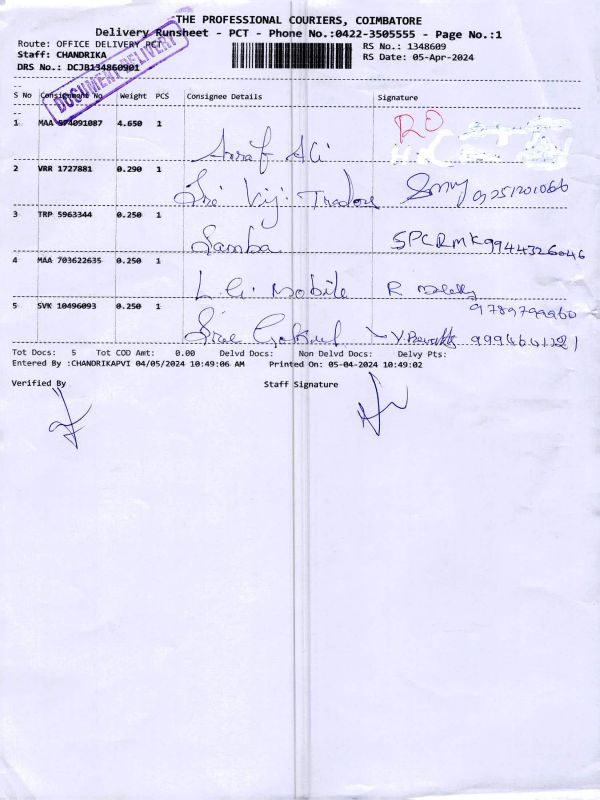 THE PROFESSIONAL COURIERS, COIMBATORE
Delivery Runsheet - PCT - Phone No.:0422-3505555 - Page No.:1
Route: OFFICE DELIVERY PCT
RS No.: 1348609
Staff: CHANDRIKA
RS Date: 05-Apr-2024
DRS No.: DCJB134860901
DOCUMENT DELIVERY
S No Consignment No Weight PCS Consignee Details Signature
1 MAA 574091087 4.650 1 RD
Ali
2 VRR 1727881 0.290 1
Sri Viji Traders
3 TRP 5963344 0.250 1
Samba SPCRMK 9944326046
4 MAA 703622635 0.250 1
L.G. Mobile R
9789799960
5 SVK 10496093 0.250 1
Sree Gokul
Tot Docs: 5 Tot COD Amt: 0.00 Delvd Docs: Non Delvd Docs: Delvy Pts:
Entered By :CHANDRIKAPVI 04/05/2024 10:49:06 AM Printed On: 05-04-2024 10:49:02
Verified By Staff Signature